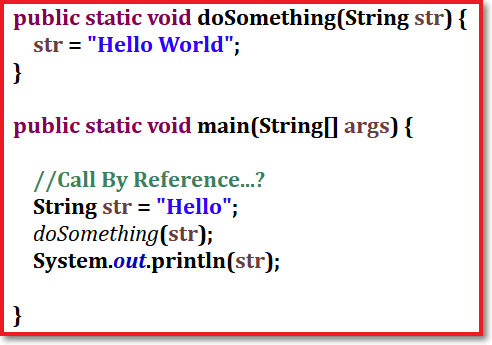 public static void doSomething(String str) {
str = "Hello World";
}
public static void main(String[] args) {
//Call By Reference...?
String str = "Hello";
doSomething(str);
System.out.println(str);
}